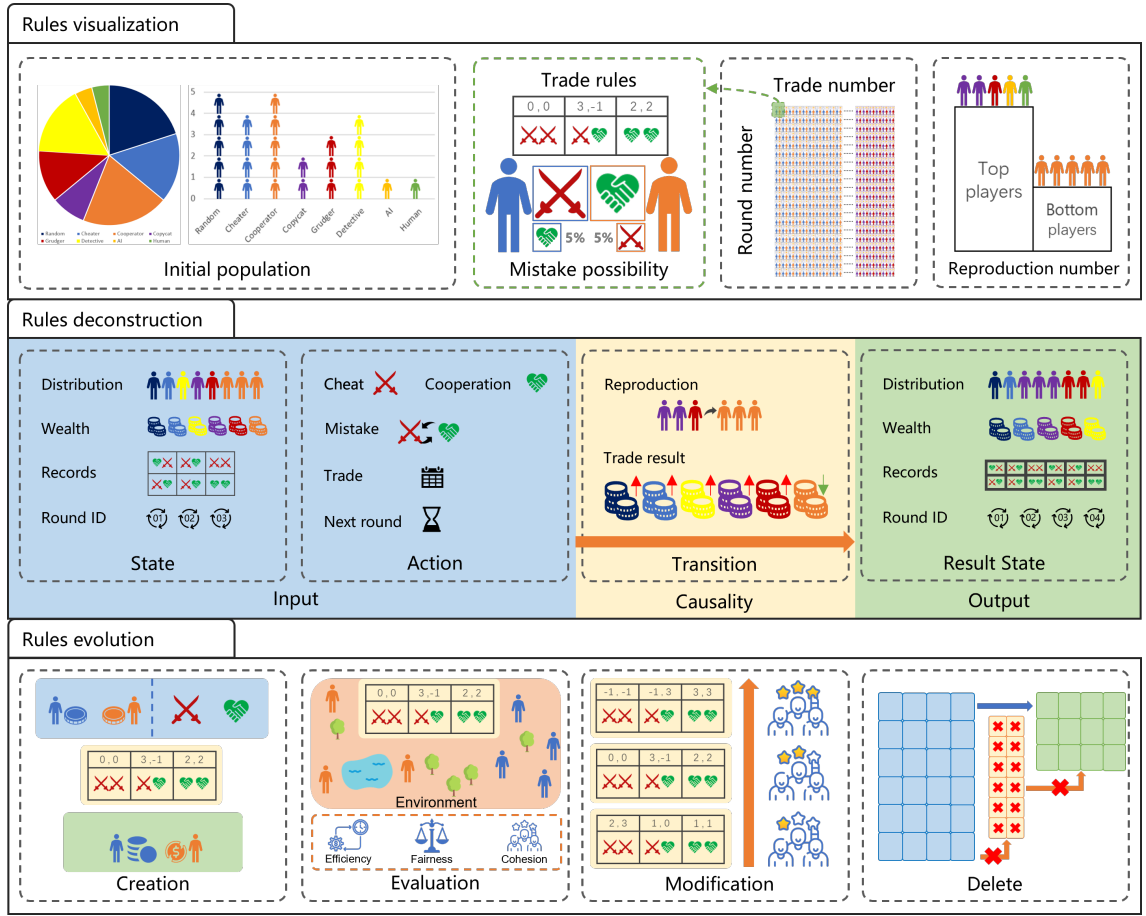 Rules visualization
5
4
3
2
1
0
Random
Cheater
Cooperator
Copycat
Grudger
Detective
AI
Human
Random Cheater Cooperator Copycat
Grudger Detective AI Human
Initial population
Trade rules
0,0 3,-1 2,2
5% 5%
Mistake possibility
Trade number
Round number
Top
players
Bottom
players
Reproduction number
Rules deconstruction
Distribution
Wealth
Records
Round ID 01 02 03
State
Cheat Cooperation
Mistake
Trade
Next round
Action
Input
Reproduction
Trade result
Transition
Causality
Distribution
Wealth
Records
Round ID 01 02 03 04
Result State
Output
Rules evolution
0,0 3,-1 2,2
$
Creation
0,0 3,-1 2,2
Environment
Efficiency Fairness Cohesion
Evaluation
-1,-1 -1.3 3,3
0,0 3,-1 2,2
2,3 1.0 1,1
Modification
Delete